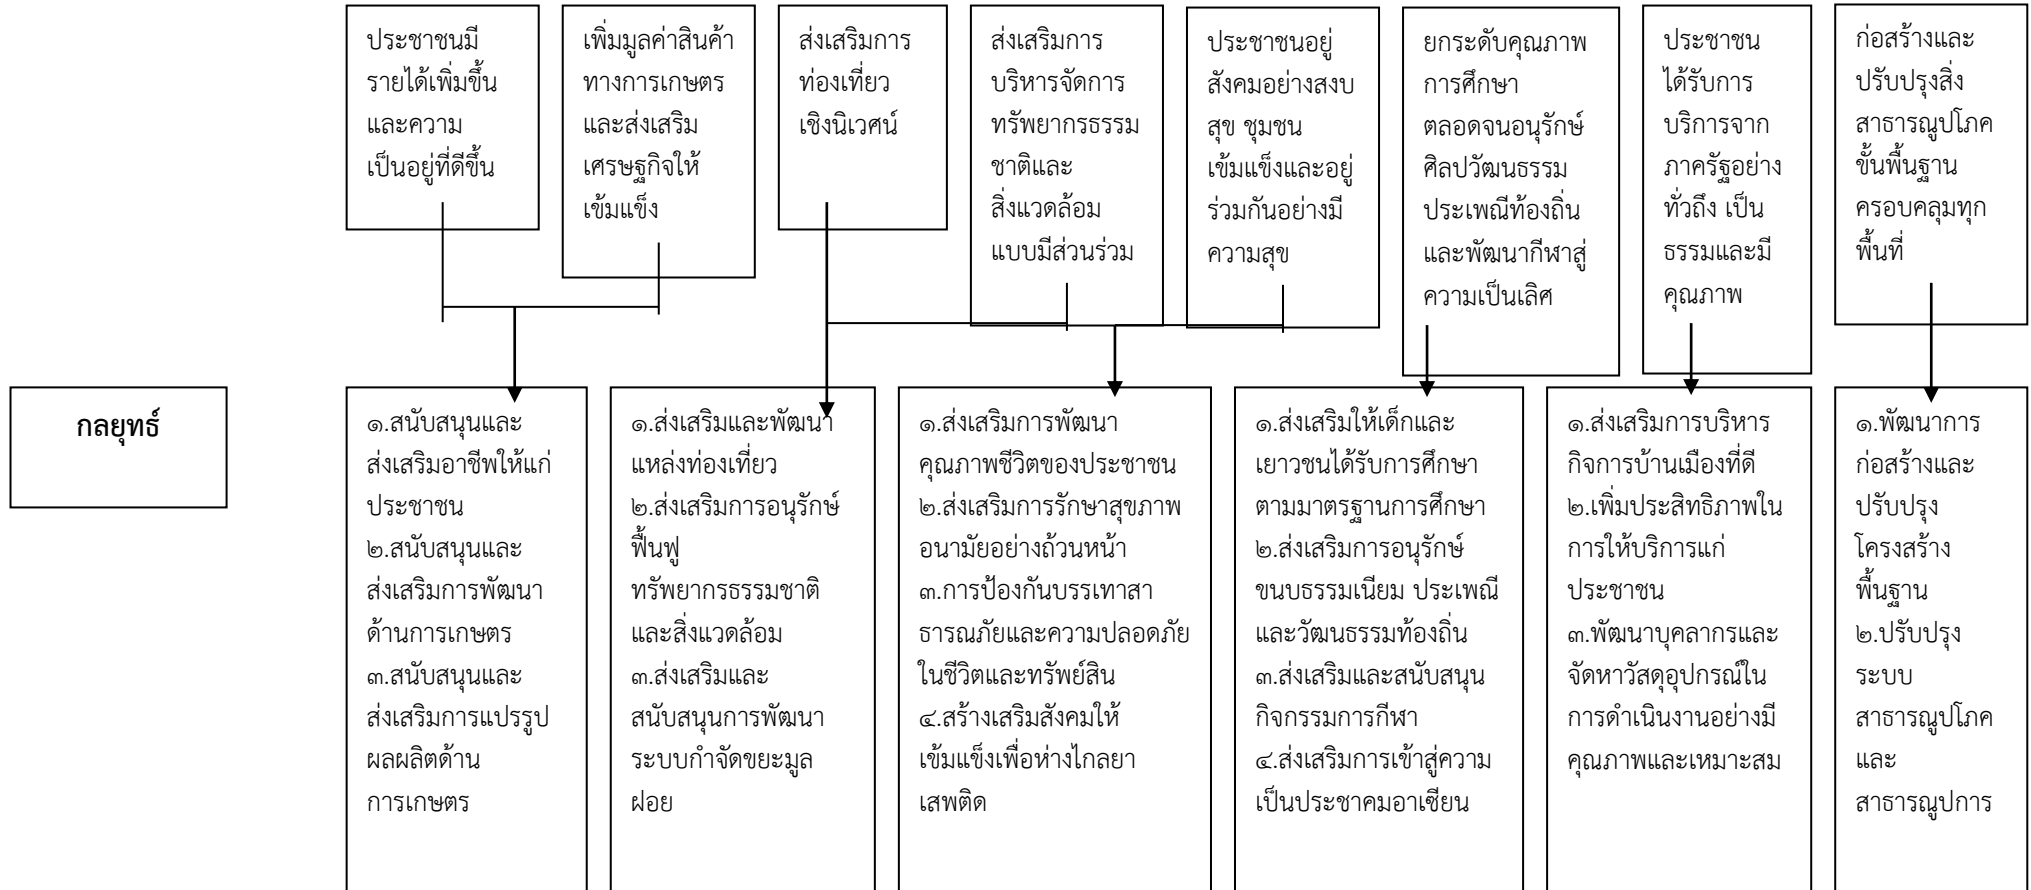 ประชาชนมี
รายได้เพิ่มขึ้น
และความ
เป็นอยู่ที่ดีขึ้น
เพิ่มมูลค่าสินค้า
ทางการเกษตร
และส่งเสริม
เศรษฐกิจให้
เข้มแข็ง
ส่งเสริมการ
ท่องเที่ยว
เชิงนิเวศน์
ส่งเสริมการ
บริหารจัดการ
ทรัพยากรธรรม
ชาติและ
สิ่งแวดล้อม
แบบมีส่วนร่วม
ประชาชนอยู่
สังคมอย่างสงบ
สุข ชุมชน
เข้มแข็งและอยู่
ร่วมกันอย่างมี
ความสุข
ยกระดับคุณภาพ
การศึกษา
ตลอดจนอนุรักษ์
ศิลปวัฒนธรรม
ประเพณีท้องถิ่น
และพัฒนากีฬาสู่
ความเป็นเลิศ
ประชาชน
ได้รับการ
บริการจาก
ภาครัฐอย่าง
ทั่วถึง เป็น
ธรรมและมี
คุณภาพ
ก่อสร้างและ
ปรับปรุงสิ่ง
สาธารณูปโภค
ขั้นพื้นฐาน
ครอบคลุมทุก
พื้นที่
กลยุทธ์
๑.สนับสนุนและ
ส่งเสริมอาชีพให้แก่
ประชาชน
๒.สนับสนุนและ
ส่งเสริมการพัฒนา
ด้านการเกษตร
๓.สนับสนุนและ
ส่งเสริมการแปรรูป
ผลผลิตด้าน
การเกษตร
๑.ส่งเสริมและพัฒนา
แหล่งท่องเที่ยว
๒.ส่งเสริมการอนุรักษ์
ฟื้นฟู
ทรัพยากรธรรมชาติ
และสิ่งแวดล้อม
๓.ส่งเสริมและ
สนับสนุนการพัฒนา
ระบบกำจัดขยะมูล
ฝอย
๑.ส่งเสริมการพัฒนา
คุณภาพชีวิตของประชาชน
๒.ส่งเสริมการรักษาสุขภาพ
อนามัยอย่างถ้วนหน้า
๓.การป้องกันบรรเทาสา
ธารณภัยและความปลอดภัย
ในชีวิตและทรัพย์สิน
๔.สร้างเสริมสังคมให้
เข้มแข็งเพื่อห่างไกลยา
เสพติด
๑.ส่งเสริมให้เด็กและ
เยาวชนได้รับการศึกษา
ตามมาตรฐานการศึกษา
๒.ส่งเสริมการอนุรักษ์
ขนบธรรมเนียม ประเพณี
และวัฒนธรรมท้องถิ่น
๓.ส่งเสริมและสนับสนุน
กิจกรรมการกีฬา
๔.ส่งเสริมการเข้าสู่ความ
เป็นประชาคมอาเซียน
๑.ส่งเสริมการบริหาร
กิจการบ้านเมืองที่ดี
๒.เพิ่มประสิทธิภาพใน
การให้บริการแก่
ประชาชน
๓.พัฒนาบุคลากรและ
จัดหาวัสดุอุปกรณ์ใน
การดำเนินงานอย่างมี
คุณภาพและเหมาะสม
๑.พัฒนาการ
ก่อสร้างและ
ปรับปรุง
โครงสร้าง
พื้นฐาน
๒.ปรับปรุง
ระบบ
สาธารณูปโภค
และ
สาธารณูปการ